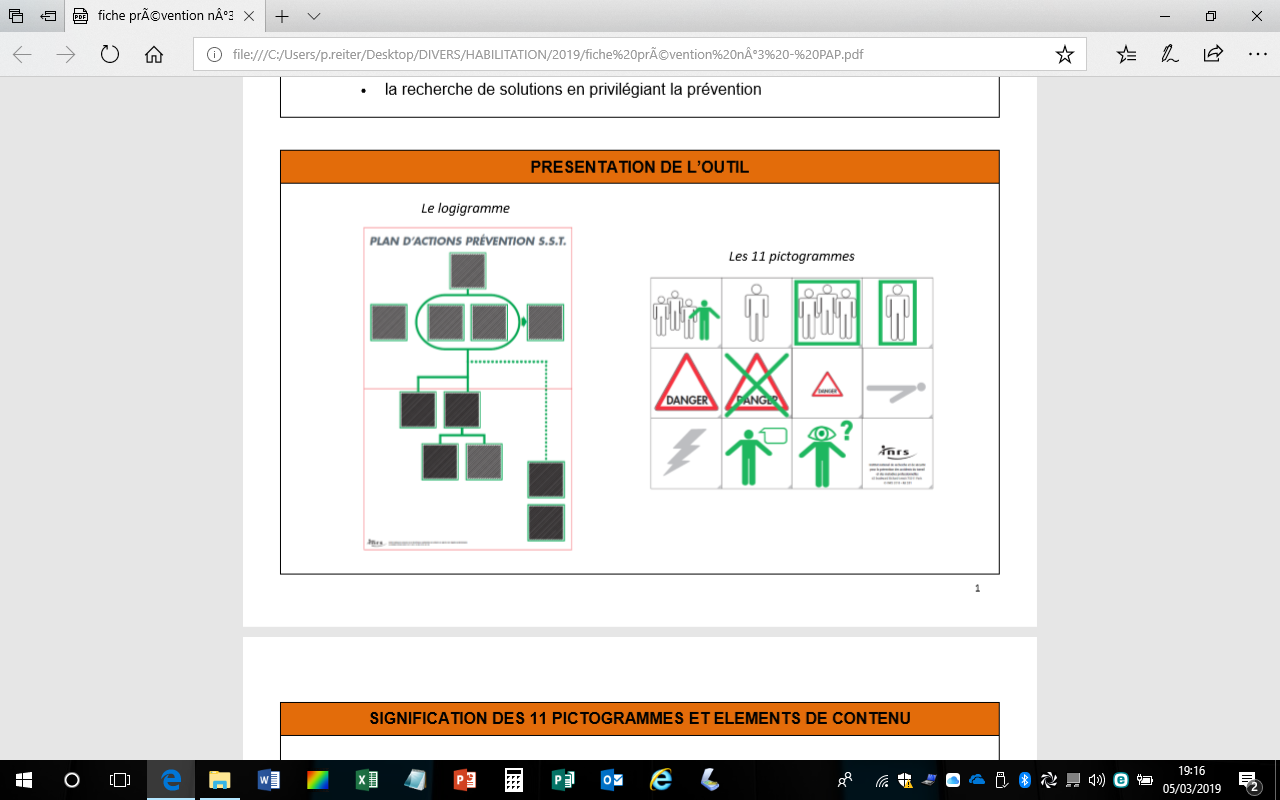 fiche prÃ©vention nÂ°3
file:///C:/Users/p.reiter/Desktop/DIVERS/HABILITATION/2019/fiche%20prÃ©vention%20nÂ°3%20-%20PAP.pdf
• la recherche de solutions en privilégiant la prévention
PRESENTATION DE L’OUTIL
Le logigramme
PLAN D’ACTIONS PRÉVENTION S.S.T.
Les 11 pictogrammes
DANGER
DANGER
DANGER
?
inrs
inrs
1
SIGNIFICATION DES 11 PICTOGRAMMES ET ELEMENTS DE CONTENU
19:16
05/03/2019
2